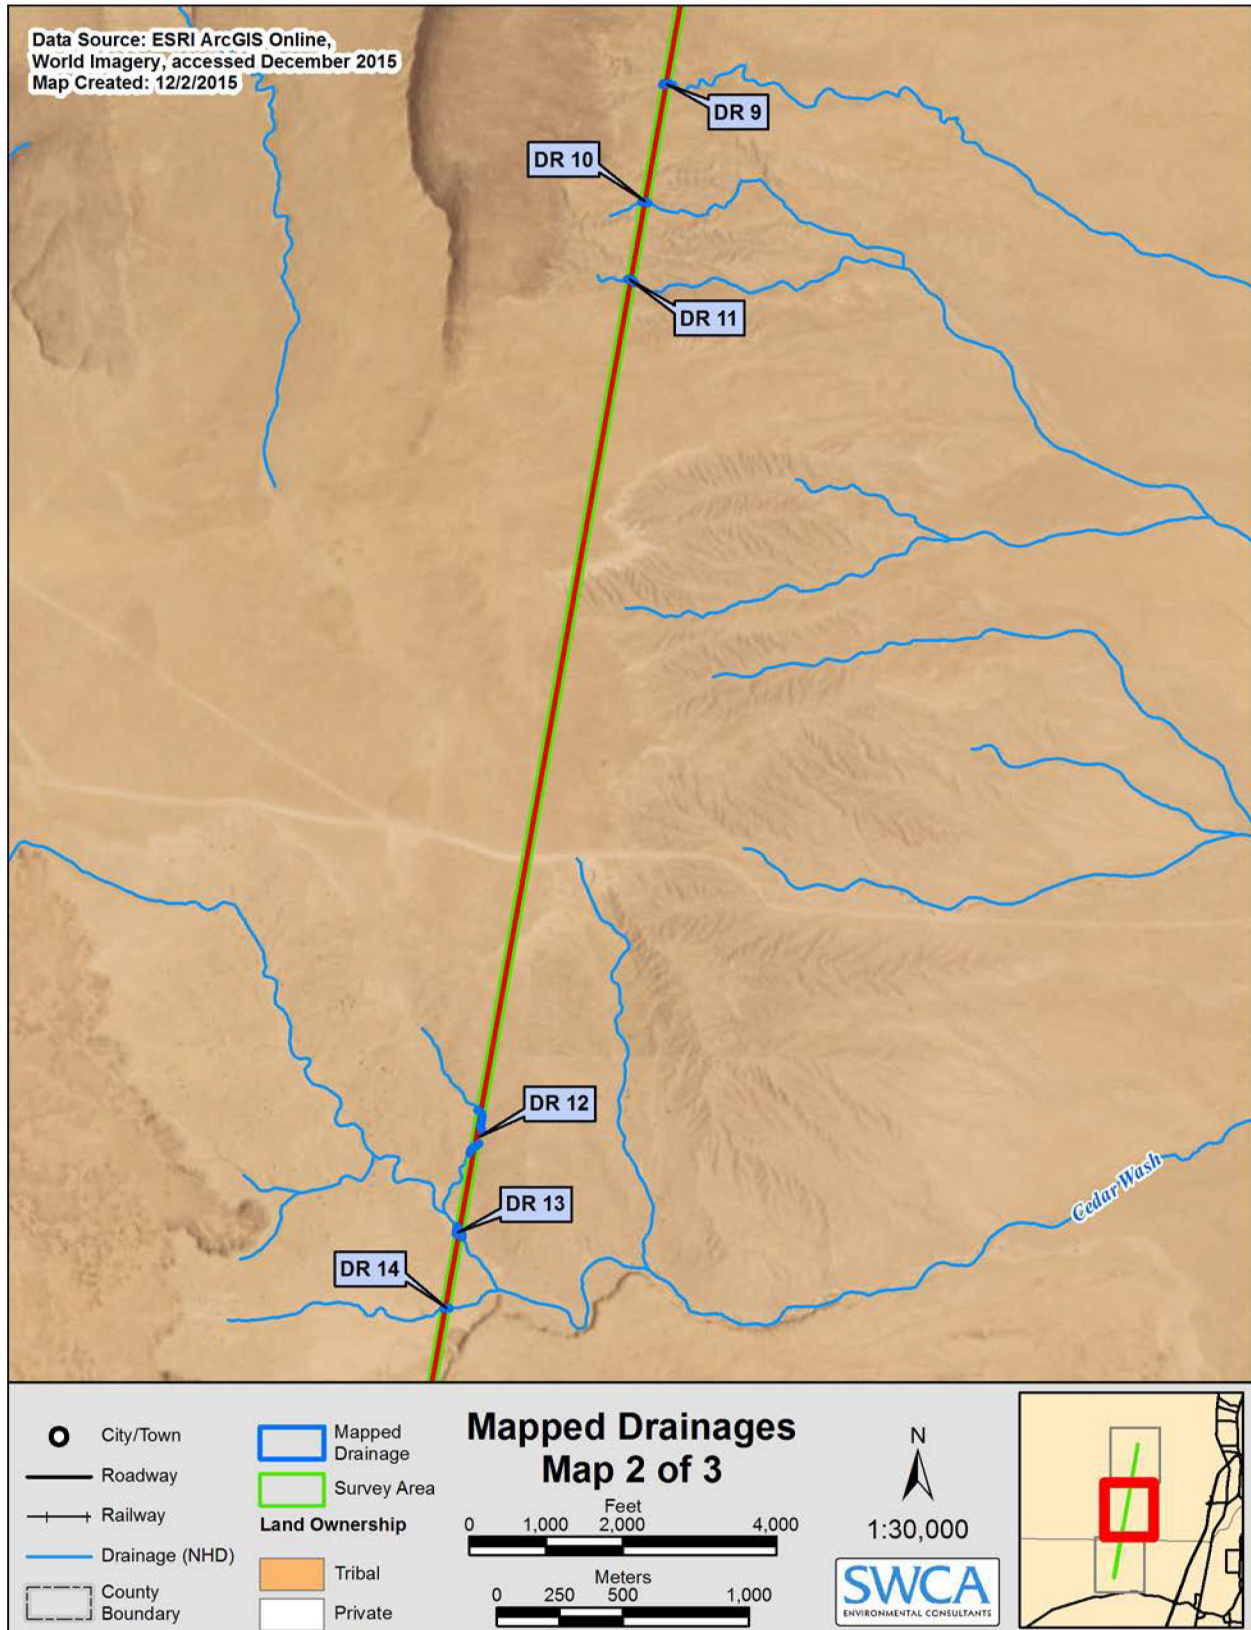 Data Source: ESRI ArcGIS Online,
World Imagery, accessed December 2015
Map Created: 12/2/2015
DR 9
DR 10
DR 11
DR 12
DR 13
DR 14
Cedar Wash
City/Town
Roadway
Railway
Drainage (NHD)
County
Boundary
Mapped
Drainage
Survey Area
Land Ownership
Tribal
Private
Mapped Drainages
Map 2 of 3
Feet
0 1,000 2,000 4,000
Meters
0 250 500 1,000
N
1:30,000
SWCA
ENVIRONMENTAL CONSULTANTS